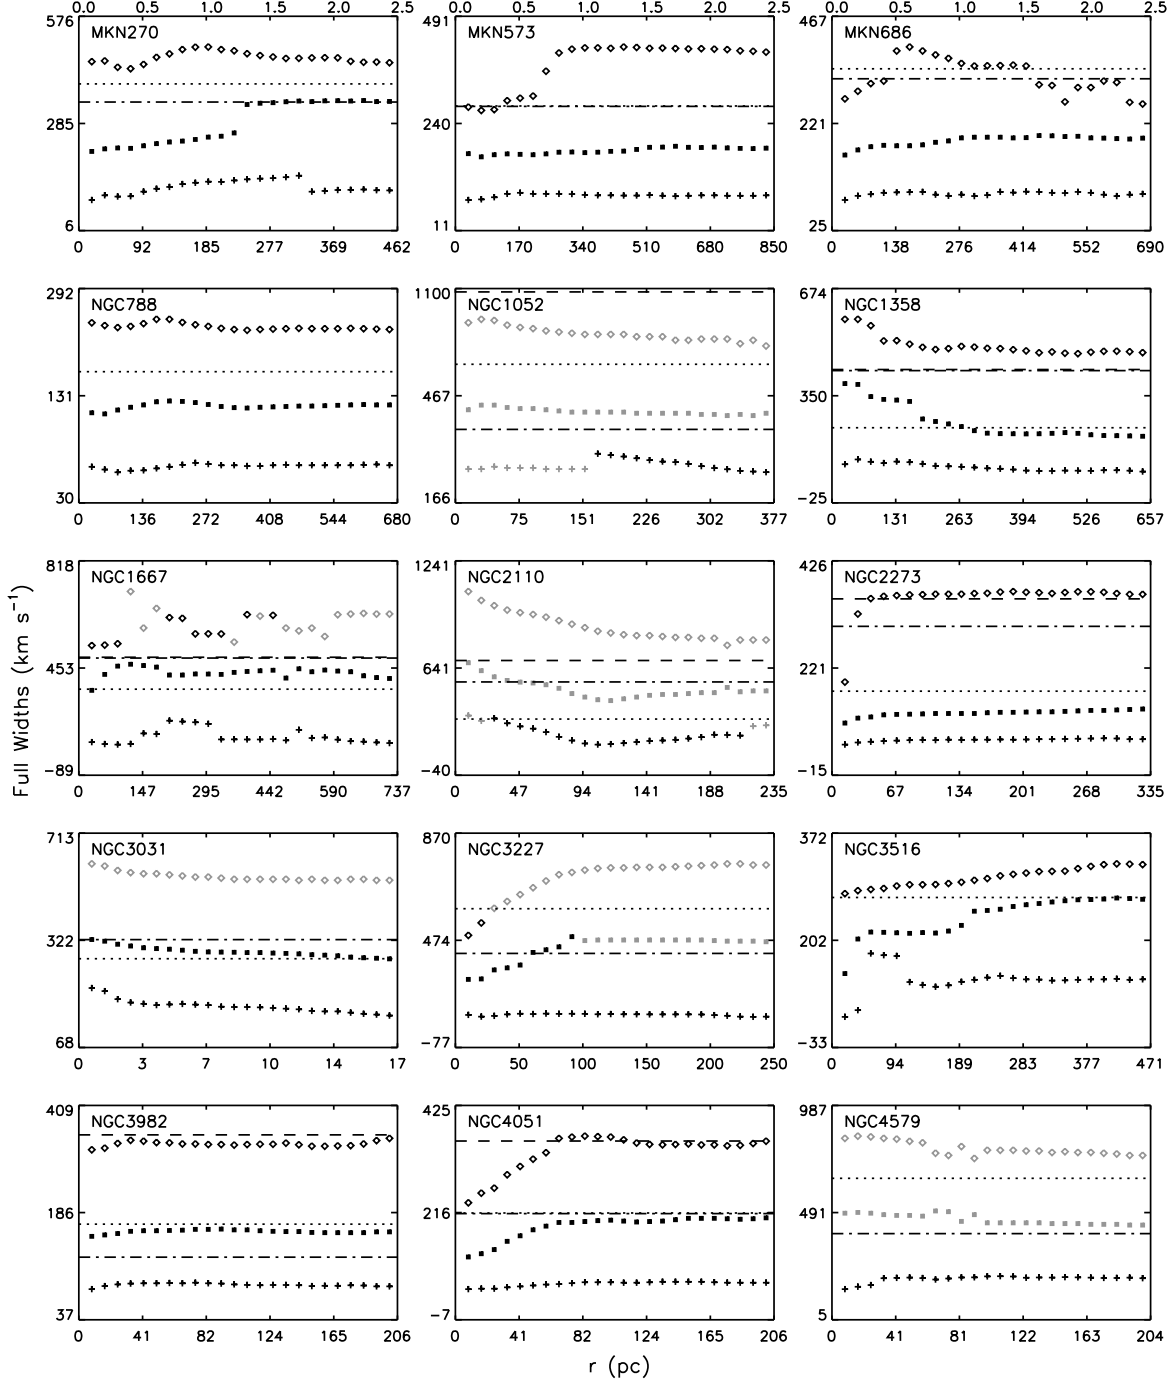 0.0 0.5 1.0 1.5 2.0 2.5 0.0 0.5 1.0 1.5 2.0 2.5 0.0 0.5 1.0 1.5 2.0 2.5
576 491 467
MKN270 MKN573 MKN686
285 240 221
6 11 25
0 92 185 277 369 462 0 170 340 510 680 850 0 138 276 414 552 690
292 1100 674
NGC788 NGC1052 NGC1358
131 467 350
30 166 −25
0 136 272 408 544 680 0 75 151 226 302 377 0 131 263 394 526 657
818 1241 426
NGC1667 NGC2110 NGC2273
453 641 221
−89 −40 −15
0 147 295 442 590 737 0 47 94 141 188 235 0 67 134 201 268 335
Full Widths (km s⁻¹)
713 870 372
NGC3031 NGC3227 NGC3516
322 474 202
68 −77 −33
0 3 7 10 14 17 0 50 100 150 200 250 0 94 189 283 377 471
409 425 987
NGC3982 NGC4051 NGC4579
186 216 491
37 −7 5
0 41 82 124 165 206 0 41 82 124 165 206 0 41 81 122 163 204
r (pc)